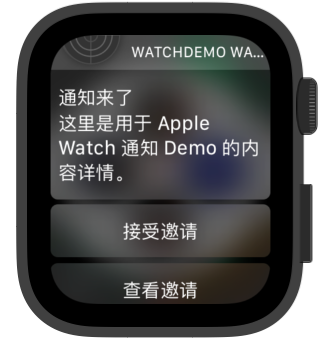 WATCHDEMO WA...
通知来了
这里是用于 Apple
Watch 通知 Demo 的内
容详情。
接受邀请
查看邀请